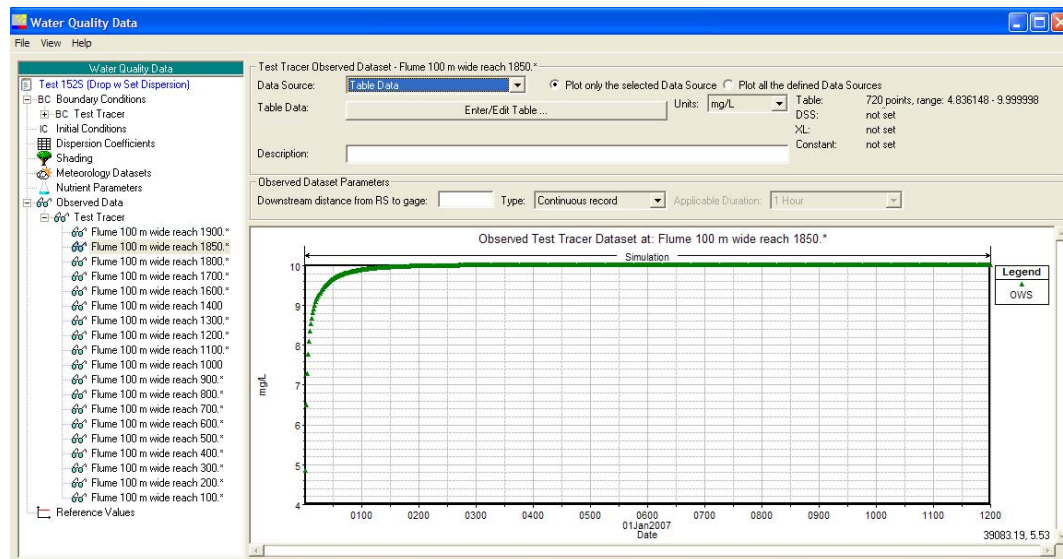 Water Quality Data
File View Help
Water Quality Data
Test 152S (Drop w Set Dispersion)
BC Boundary Conditions
BC Test Tracer
IC Initial Conditions
Dispersion Coefficients
Shading
Meteorology Datasets
Nutrient Parameters
Observed Data
Test Tracer
Flume 100 m wide reach 1900.*
Flume 100 m wide reach 1850.*
Flume 100 m wide reach 1800.*
Flume 100 m wide reach 1700.*
Flume 100 m wide reach 1600.*
Flume 100 m wide reach 1400
Flume 100 m wide reach 1300.*
Flume 100 m wide reach 1200.*
Flume 100 m wide reach 1100.*
Flume 100 m wide reach 1000
Flume 100 m wide reach 900.*
Flume 100 m wide reach 800.*
Flume 100 m wide reach 700.*
Flume 100 m wide reach 600.*
Flume 100 m wide reach 500.*
Flume 100 m wide reach 400.*
Flume 100 m wide reach 300.*
Flume 100 m wide reach 200.*
Flume 100 m wide reach 100.*
Reference Values
Test Tracer Observed Dataset - Flume 100 m wide reach 1850.*
Data Source: Table Data Plot only the selected Data Source Plot all the defined Data Sources
Table Data: Enter/Edit Table ... Units: mg/L Table: 720 points, range: 4.836148 - 9.999998
DSS: not set
XL: not set
Constant: not set
Description:
Observed Dataset Parameters
Downstream distance from RS to gage: Type: Continuous record Applicable Duration: 1 Hour
Observed Test Tracer Dataset at: Flume 100 m wide reach 1850.*
Simulation
Legend
OWS
10
9
8
7
6
5
4
mg/L
0100 0200 0300 0400 0500 0600 0700 0800 0900 1000 1100 1200
01Jan2007
Date
39083.19, 5.53